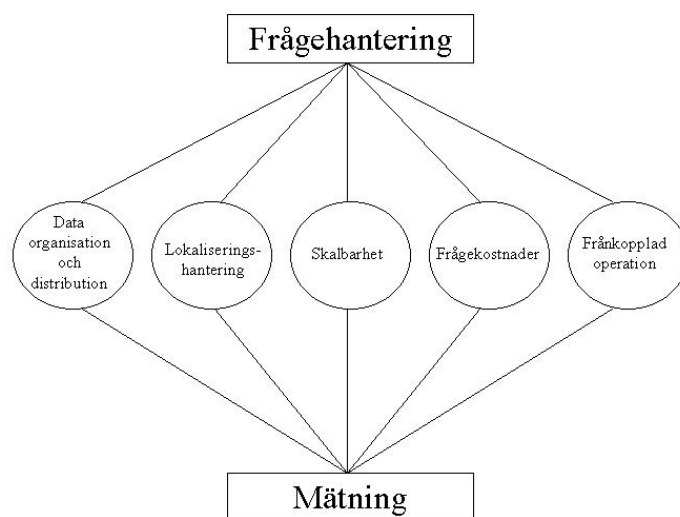 Frågehantering
Data
organisation
och
distribution
Lokaliserings-
hantering
Skalbarhet
Frågekostnader
Frånkopplad
operation
Mätning